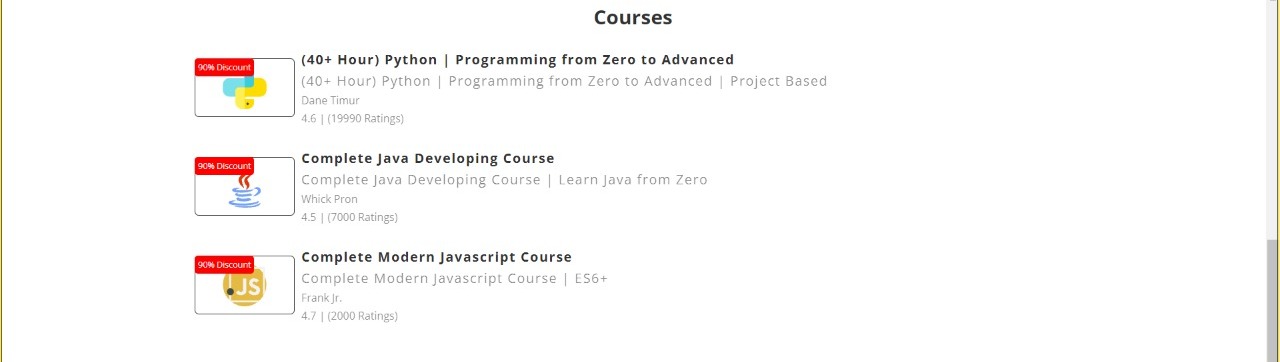 Courses
90% Discount
(40+ Hour) Python | Programming from Zero to Advanced
(40+ Hour) Python | Programming from Zero to Advanced | Project Based
Dane Timur
4.6 | (19990 Ratings)
90% Discount
Complete Java Developing Course
Complete Java Developing Course | Learn Java from Zero
Whick Pron
4.5 | (7000 Ratings)
90% Discount
JS
Complete Modern Javascript Course
Complete Modern Javascript Course | ES6+
Frank Jr.
4.7 | (2000 Ratings)